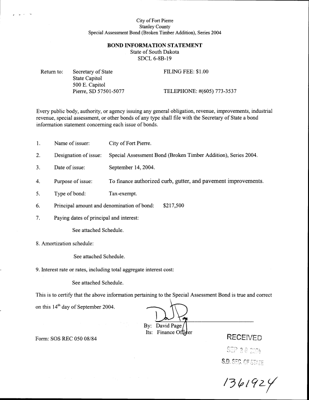 City of Fort Pierre
Stanley County
Special Assessment Bond (Broken Timber Addition), Series 2004
BOND INFORMATION STATEMENT
State of South Dakota
SDCL 6-8B-19
Return to: Secretary of State FILING FEE: $1.00
State Capitol
500 E. Capitol
Pierre, SD 57501-5077 TELEPHONE: #(605) 773-3537
Every public body, authority, or agency issuing any general obligation, revenue, improvements, industrial
revenue, special assessment, or other bonds of any type shall file with the Secretary of State a bond
information statement concerning each issue of bonds.
1. Name of issuer: City of Fort Pierre.
2. Designation of issue: Special Assessment Bond (Broken Timber Addition), Series 2004.
3. Date of issue: September 14, 2004.
4. Purpose of issue: To finance authorized curb, gutter, and pavement improvements.
5. Type of bond: Tax-exempt.
6. Principal amount and denomination of bond: $217,500
7. Paying dates of principal and interest:
See attached Schedule.
8. Amortization schedule:
See attached Schedule.
9. Interest rate or rates, including total aggregate interest cost:
See attached Schedule.
This is to certify that the above information pertaining to the Special Assessment Bond is true and correct
on this 14th day of September 2004.
By: David Page
Its: Finance Officer
Form: SOS REC 050 08/84
RECEIVED
S.D. SEC. OF STATE
1361924